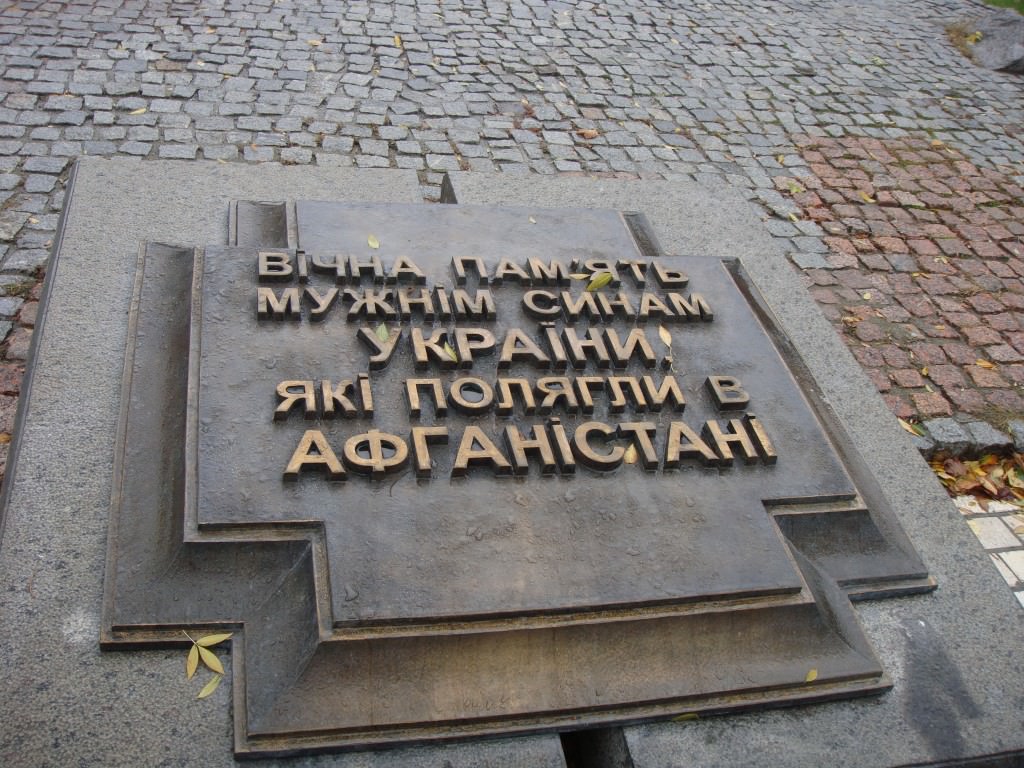 ВІЧНА ПАМ'ЯТЬ
МУЖНІМ СИНАМ
УКРАЇНИ,
ЯКІ ПОЛЯГЛИ В
АФГАНІСТАНІ